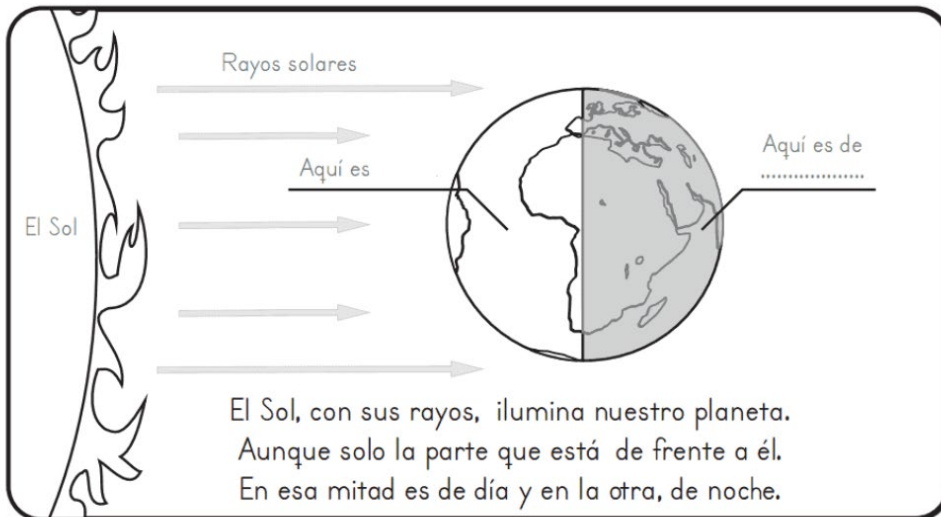 Rayos solares
Aquí es de
Aquí es
..................
El Sol
El Sol, con sus rayos, ilumina nuestro planeta.
Aunque solo la parte que está de frente a él.
En esa mitad es de día y en la otra, de noche.